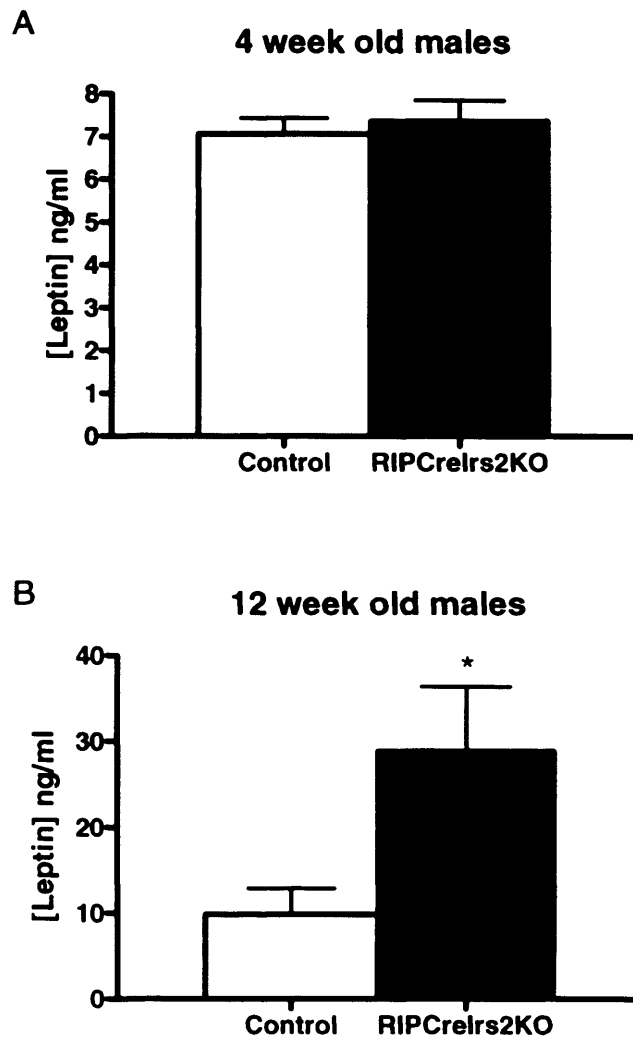 A
4 week old males
8
7
6
5
4
3
2
1
0
[Leptin] ng/ml
Control RIPCreIrs2KO
B
12 week old males
40
30
20
10
0
[Leptin] ng/ml
*
Control RIPCreIrs2KO